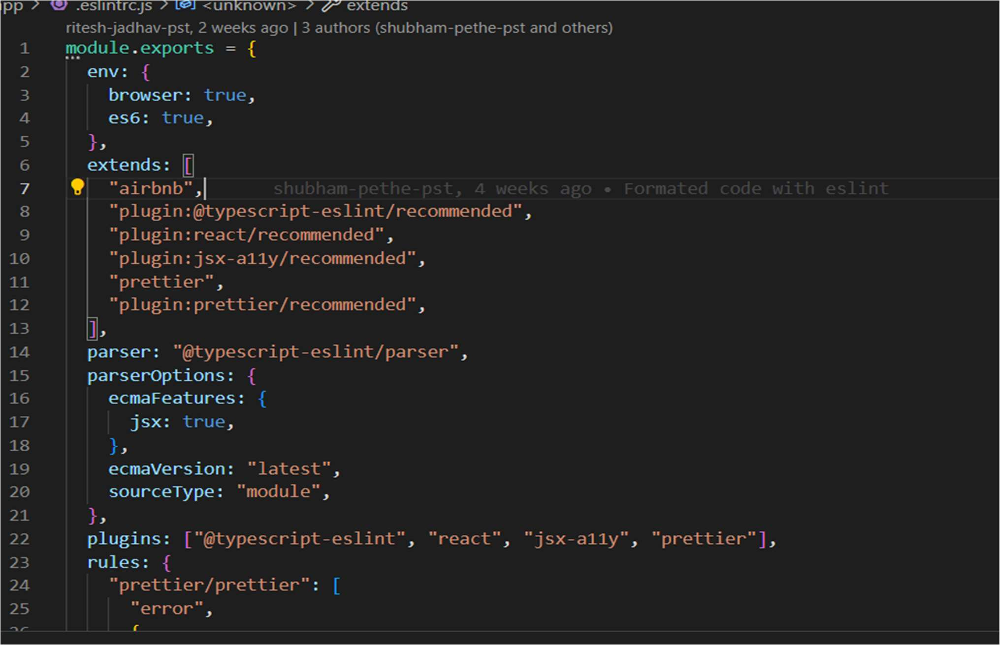 .eslintrc.js > <unknown> > extends
ritesh-jadhav-pst, 2 weeks ago | 3 authors (shubham-pethe-pst and others)
1 module.exports = {
2 env: {
3 browser: true,
4 es6: true,
5 },
6 extends: [
7 "airbnb", shubham-pethe-pst, 4 weeks ago • Formated code with eslint
8 "plugin:@typescript-eslint/recommended",
9 "plugin:react/recommended",
10 "plugin:jsx-a11y/recommended",
11 "prettier",
12 "plugin:prettier/recommended",
13 ],
14 parser: "@typescript-eslint/parser",
15 parserOptions: {
16 ecmaFeatures: {
17 jsx: true,
18 },
19 ecmaVersion: "latest",
20 sourceType: "module",
21 },
22 plugins: ["@typescript-eslint", "react", "jsx-a11y", "prettier"],
23 rules: {
24 "prettier/prettier": [
25 "error",
26 {